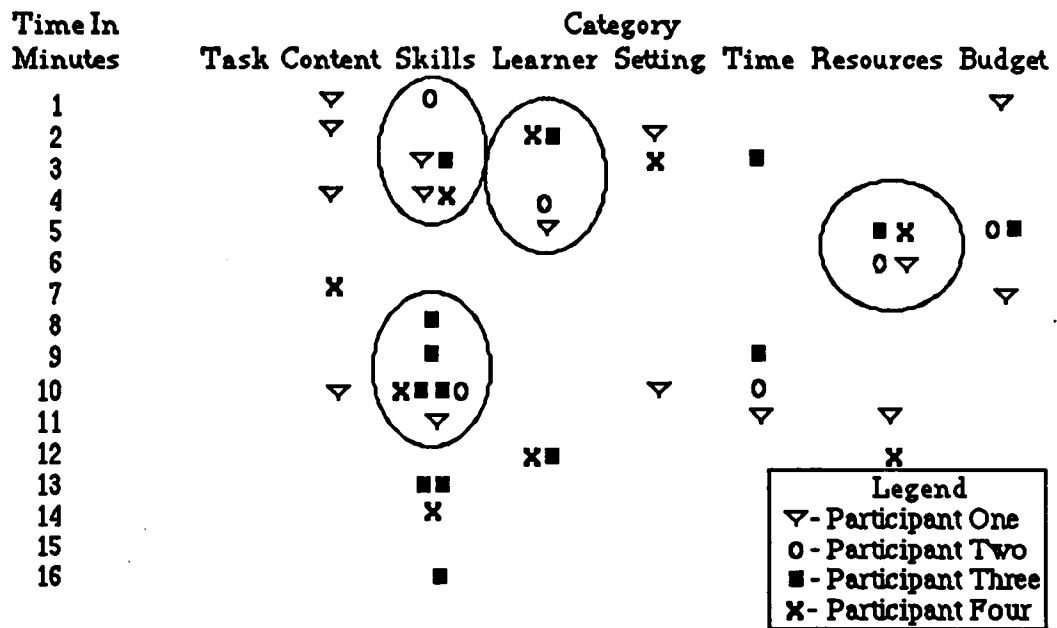 Time In Category
Minutes Task Content Skills Learner Setting Time Resources Budget
1
2
3
4
5
6
7
8
9
10
11
12
13
14
15
16
Legend
- Participant One
- Participant Two
- Participant Three
- Participant Four